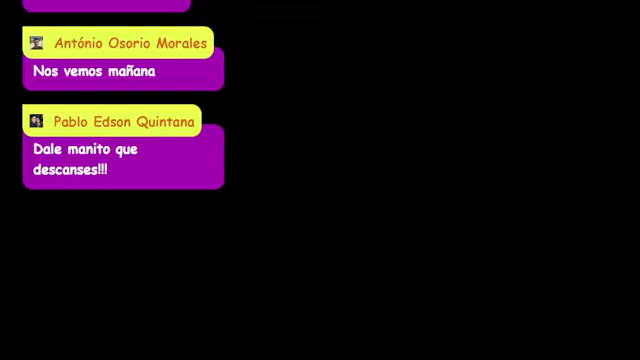 António Osorio Morales
Nos vemos mañana
Pablo Edson Quintana
Dale manito que
descanses!!!